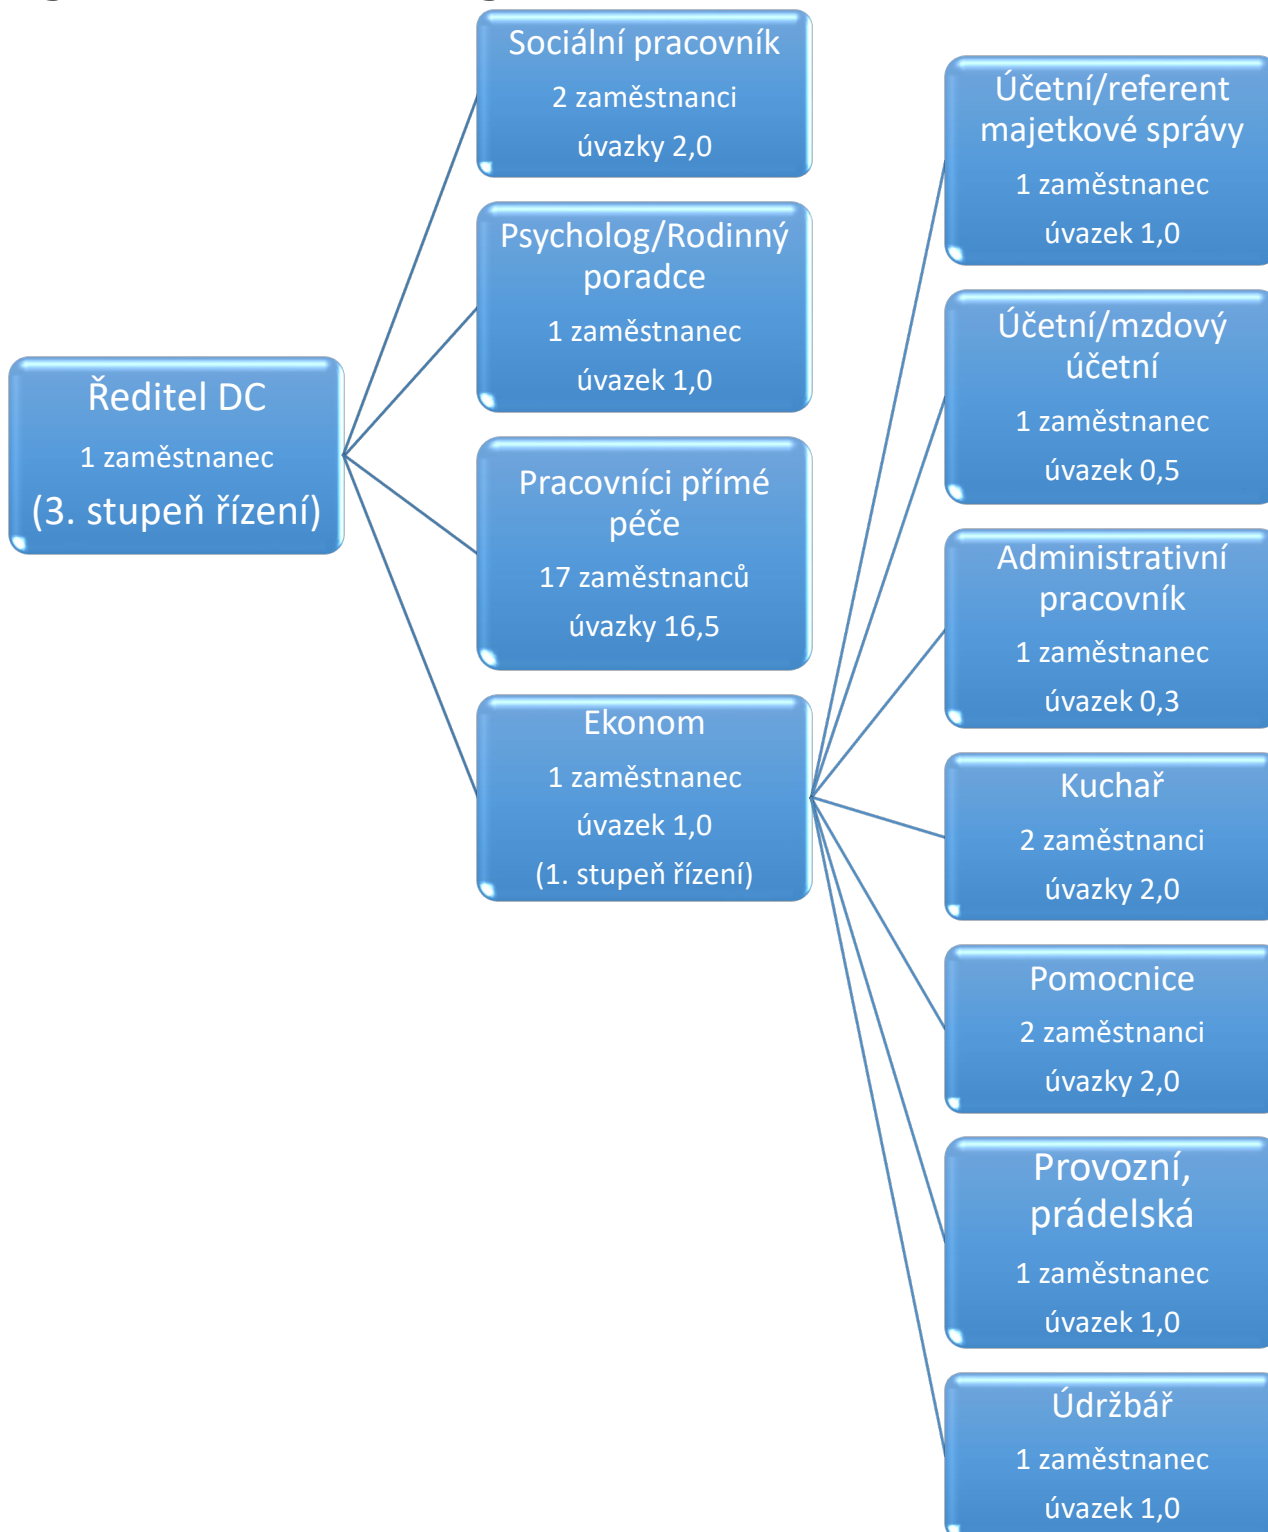 Ředitel DC
1 zaměstnanec
(3. stupeň řízení)
Sociální pracovník
2 zaměstnanci
úvazky 2,0
Psycholog/Rodinný
poradce
1 zaměstnanec
úvazek 1,0
Pracovníci přímé
péče
17 zaměstnanců
úvazky 16,5
Ekonom
1 zaměstnanec
úvazek 1,0
(1. stupeň řízení)
Účetní/referent
majetkové správy
1 zaměstnanec
úvazek 1,0
Účetní/mzdový
účetní
1 zaměstnanec
úvazek 0,5
Administrativní
pracovník
1 zaměstnanec
úvazek 0,3
Kuchař
2 zaměstnanci
úvazky 2,0
Pomocnice
2 zaměstnanci
úvazky 2,0
Provozní,
prádelská
1 zaměstnanec
úvazek 1,0
Údržbář
1 zaměstnanec
úvazek 1,0